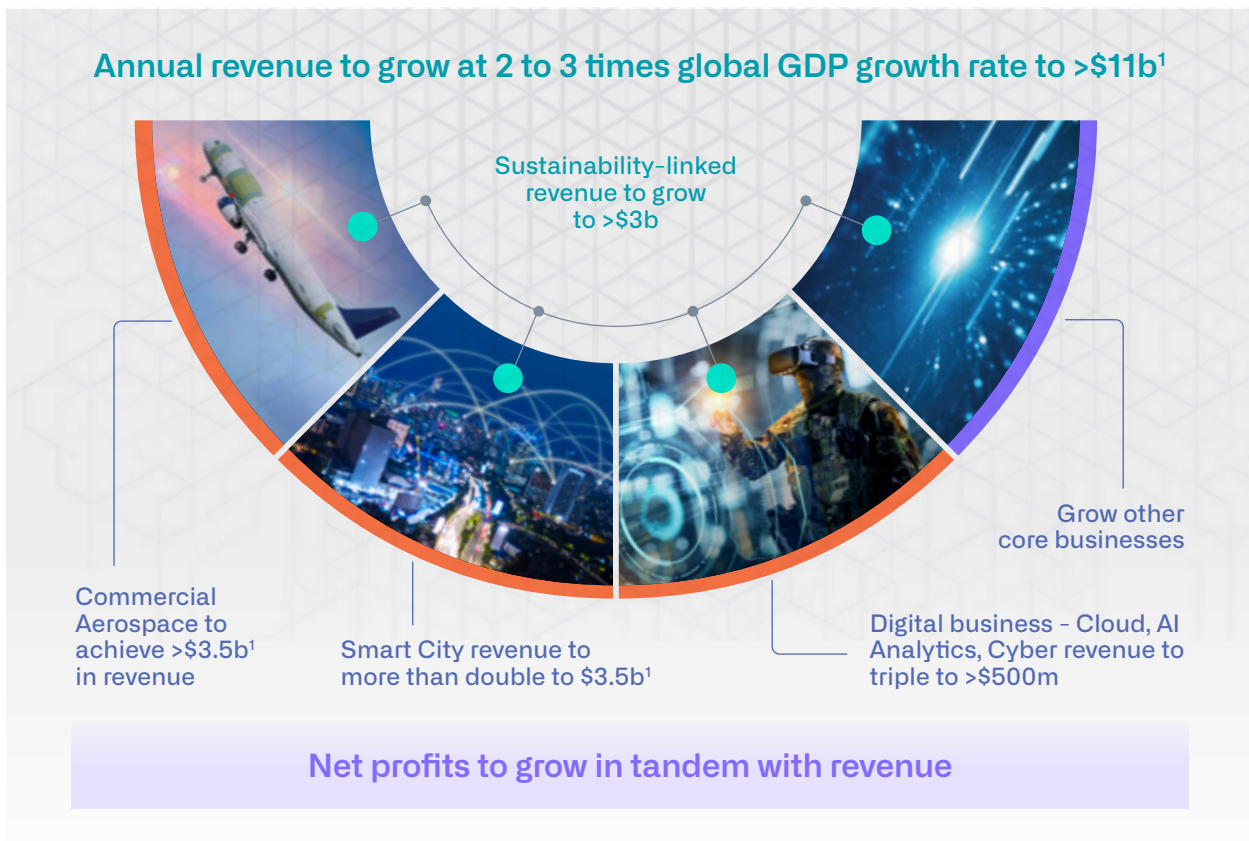 Annual revenue to grow at 2 to 3 times global GDP growth rate to >$11b¹
Sustainability-linked
revenue to grow
to >$3b
Commercial
Aerospace to
achieve >$3.5b¹
in revenue
Smart City revenue to
more than double to $3.5b¹
Digital business - Cloud, AI
Analytics, Cyber revenue to
triple to >$500m
Grow other
core businesses
Net profits to grow in tandem with revenue